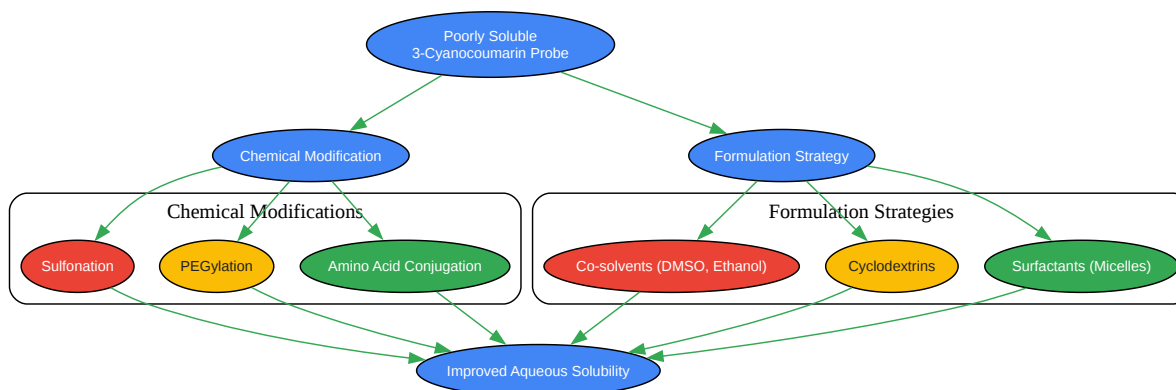 Poorly Soluble
3-Cyanocoumarin Probe
Chemical Modification
Formulation Strategy
Chemical Modifications
Formulation Strategies
Sulfonation
PEGylation
Amino Acid Conjugation
Co-solvents (DMSO, Ethanol)
Cyclodextrins
Surfactants (Micelles)
Improved Aqueous Solubility